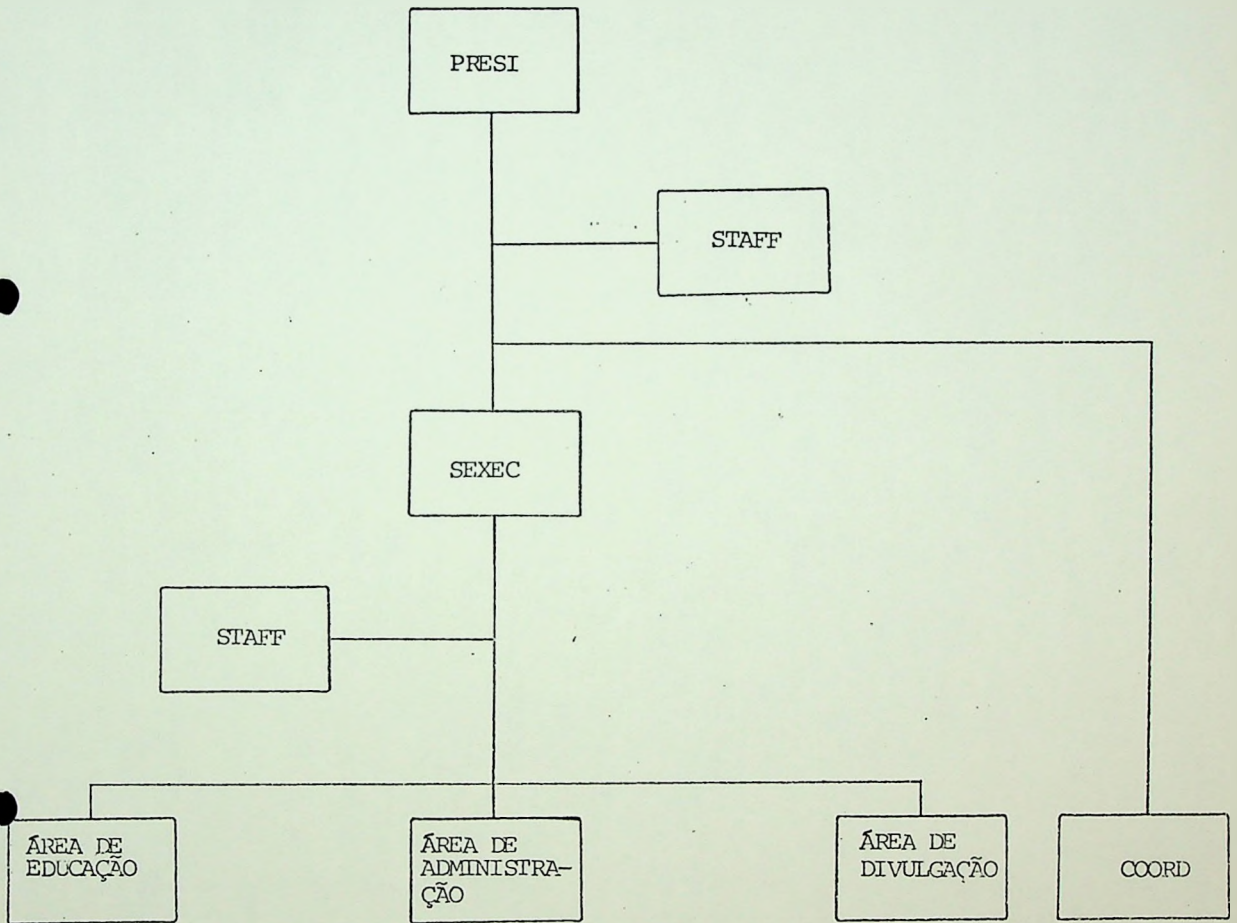 PRESI
STAFF
SEXEC
STAFF
ÁREA DE
EDUCAÇÃO
ÁREA DE
ADMINISTRA-
ÇÃO
ÁREA DE
DIVULGAÇÃO
COORD